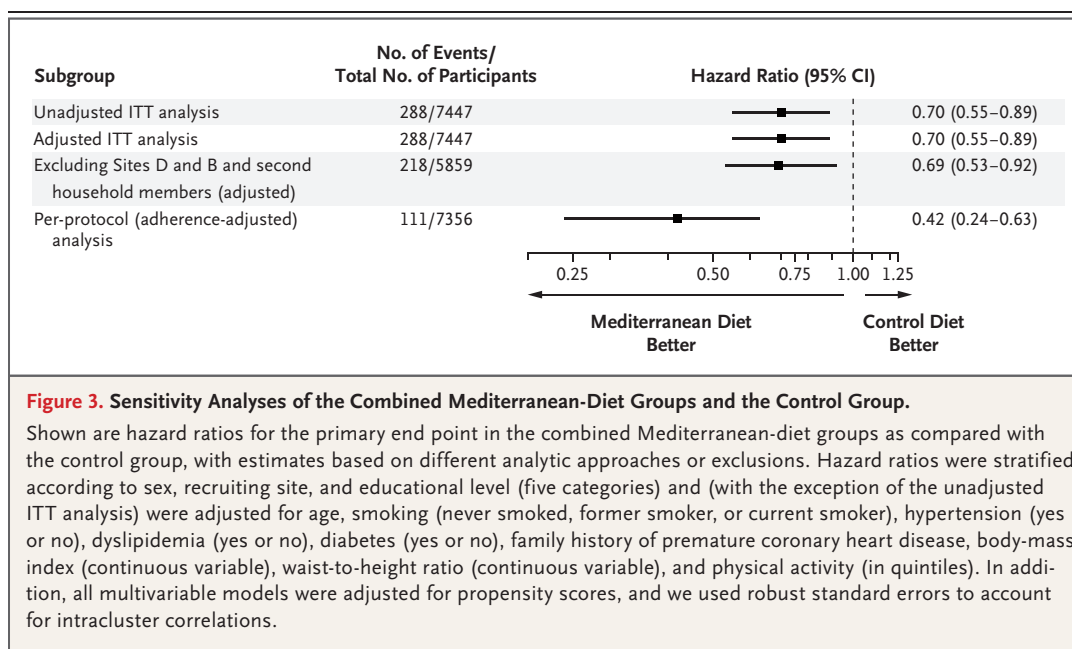 No. of Events/
Subgroup Total No. of Participants Hazard Ratio (95% CI)
Unadjusted ITT analysis 288/7447 0.70 (0.55–0.89)
Adjusted ITT analysis 288/7447 0.70 (0.55–0.89)
Excluding Sites D and B and second 218/5859 0.69 (0.53–0.92)
household members (adjusted)
Per-protocol (adherence-adjusted) 111/7356 0.42 (0.24–0.63)
analysis
0.25 0.50 0.75 1.00 1.25
Mediterranean Diet Control Diet
Better Better
Figure 3. Sensitivity Analyses of the Combined Mediterranean-Diet Groups and the Control Group.
Shown are hazard ratios for the primary end point in the combined Mediterranean-diet groups as compared with
the control group, with estimates based on different analytic approaches or exclusions. Hazard ratios were stratified
according to sex, recruiting site, and educational level (five categories) and (with the exception of the unadjusted
ITT analysis) were adjusted for age, smoking (never smoked, former smoker, or current smoker), hypertension (yes
or no), dyslipidemia (yes or no), diabetes (yes or no), family history of premature coronary heart disease, body-mass
index (continuous variable), waist-to-height ratio (continuous variable), and physical activity (in quintiles). In addi-
tion, all multivariable models were adjusted for propensity scores, and we used robust standard errors to account
for intracluster correlations.